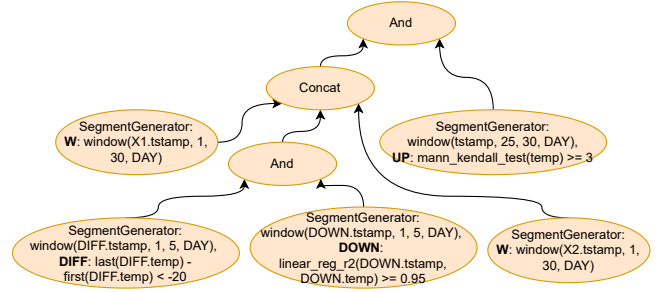 And
Concat
SegmentGenerator:
W: window(X1.tstamp, 1,
30, DAY)
SegmentGenerator:
window(tstamp, 25, 30, DAY),
UP: mann_kendall_test(temp) >= 3
And
SegmentGenerator:
window(DIFF.tstamp, 1, 5, DAY),
DIFF: last(DIFF.temp) -
first(DIFF.temp) < -20
SegmentGenerator:
window(DOWN.tstamp, 1, 5, DAY),
DOWN:
linear_reg_r2(DOWN.tstamp,
DOWN.temp) >= 0.95
SegmentGenerator:
W: window(X2.tstamp, 1,
30, DAY)